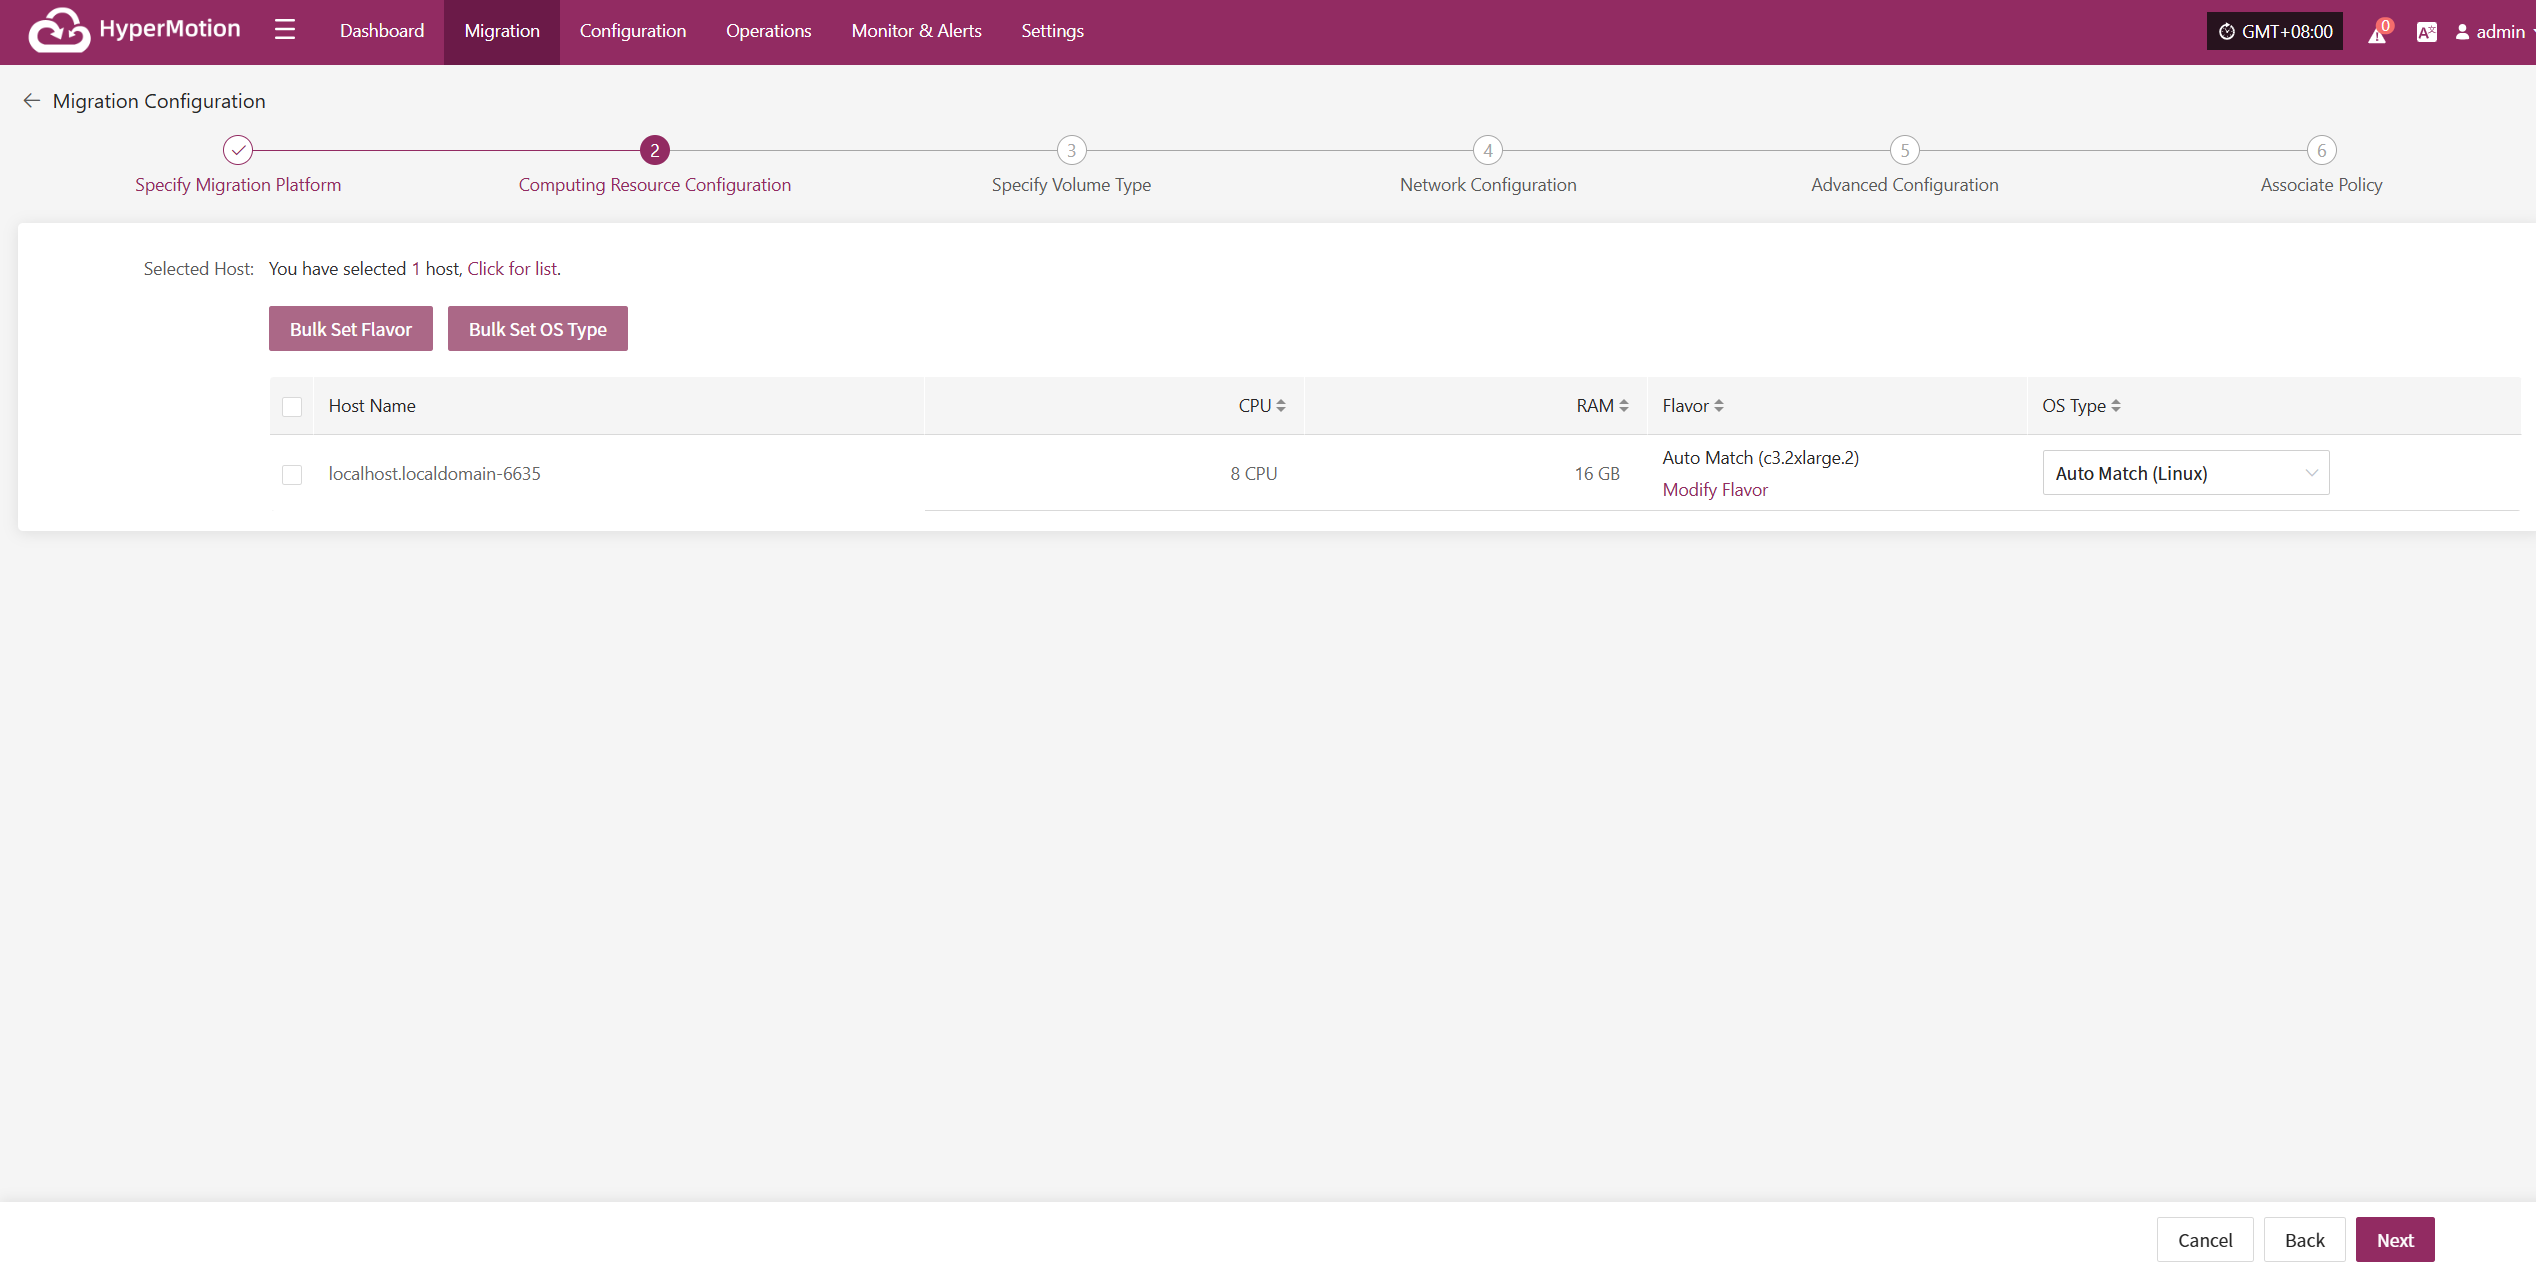 HyperMotion
Dashboard
Migration
Configuration
Operations
Monitor & Alerts
Settings
GMT+08:00
0
admin
Migration Configuration
2
3
4
5
6
Specify Migration Platform
Computing Resource Configuration
Specify Volume Type
Network Configuration
Advanced Configuration
Associate Policy
Selected Host: You have selected 1 host, Click for list.
Bulk Set Flavor
Bulk Set OS Type
Host Name
CPU
RAM
Flavor
OS Type
localhost.localdomain-6635
8 CPU
16 GB
Auto Match (c3.2xlarge.2)
Modify Flavor
Auto Match (Linux)
Cancel
Back
Next